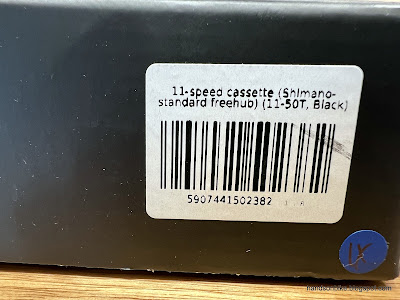 11-speed cassette (Shimano-
standard freehub) (11-50T, Black)
5907441502382